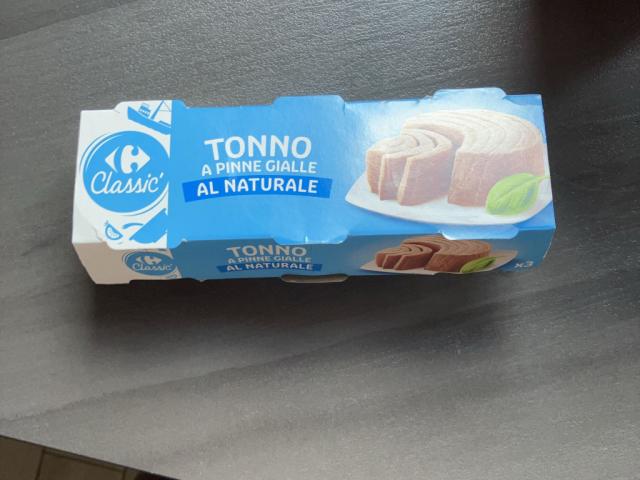 Classic'
TONNO
A PINNE GIALLE
AL NATURALE
Classic'
TONNO
A PINNE GIALLE
AL NATURALE
x3